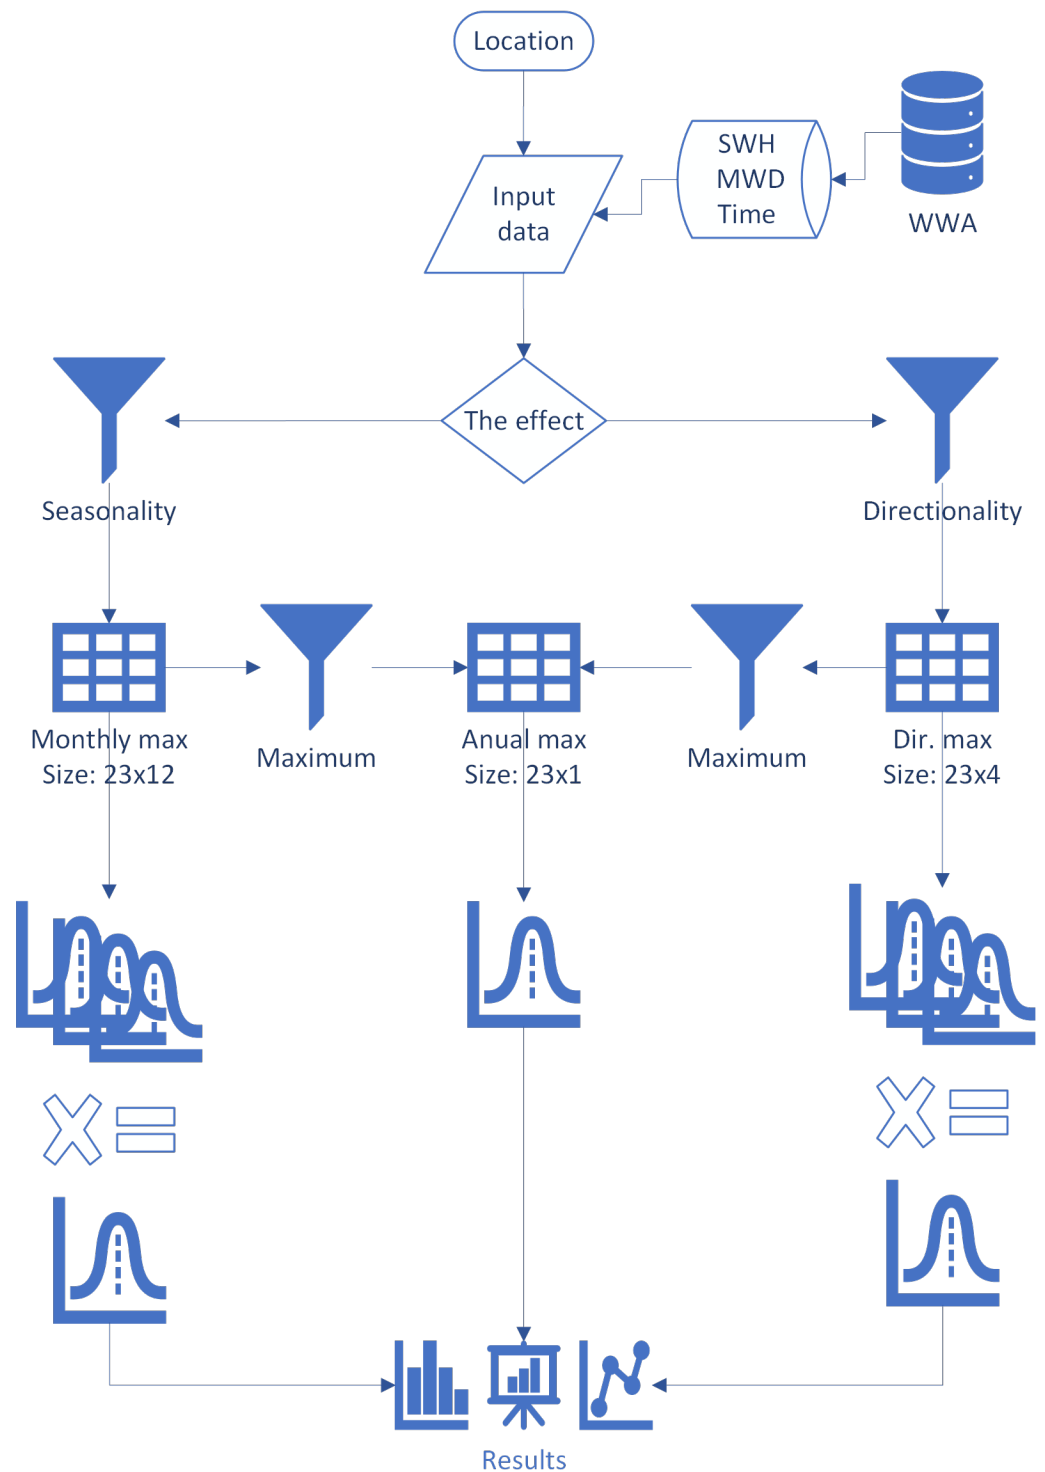 Location
SWH
MWD
Time
WWA
Input
data
The effect
Seasonality
Directionality
Monthly max
Size: 23x12
Maximum
Anual max
Size: 23x1
Maximum
Dir. max
Size: 23x4
Results